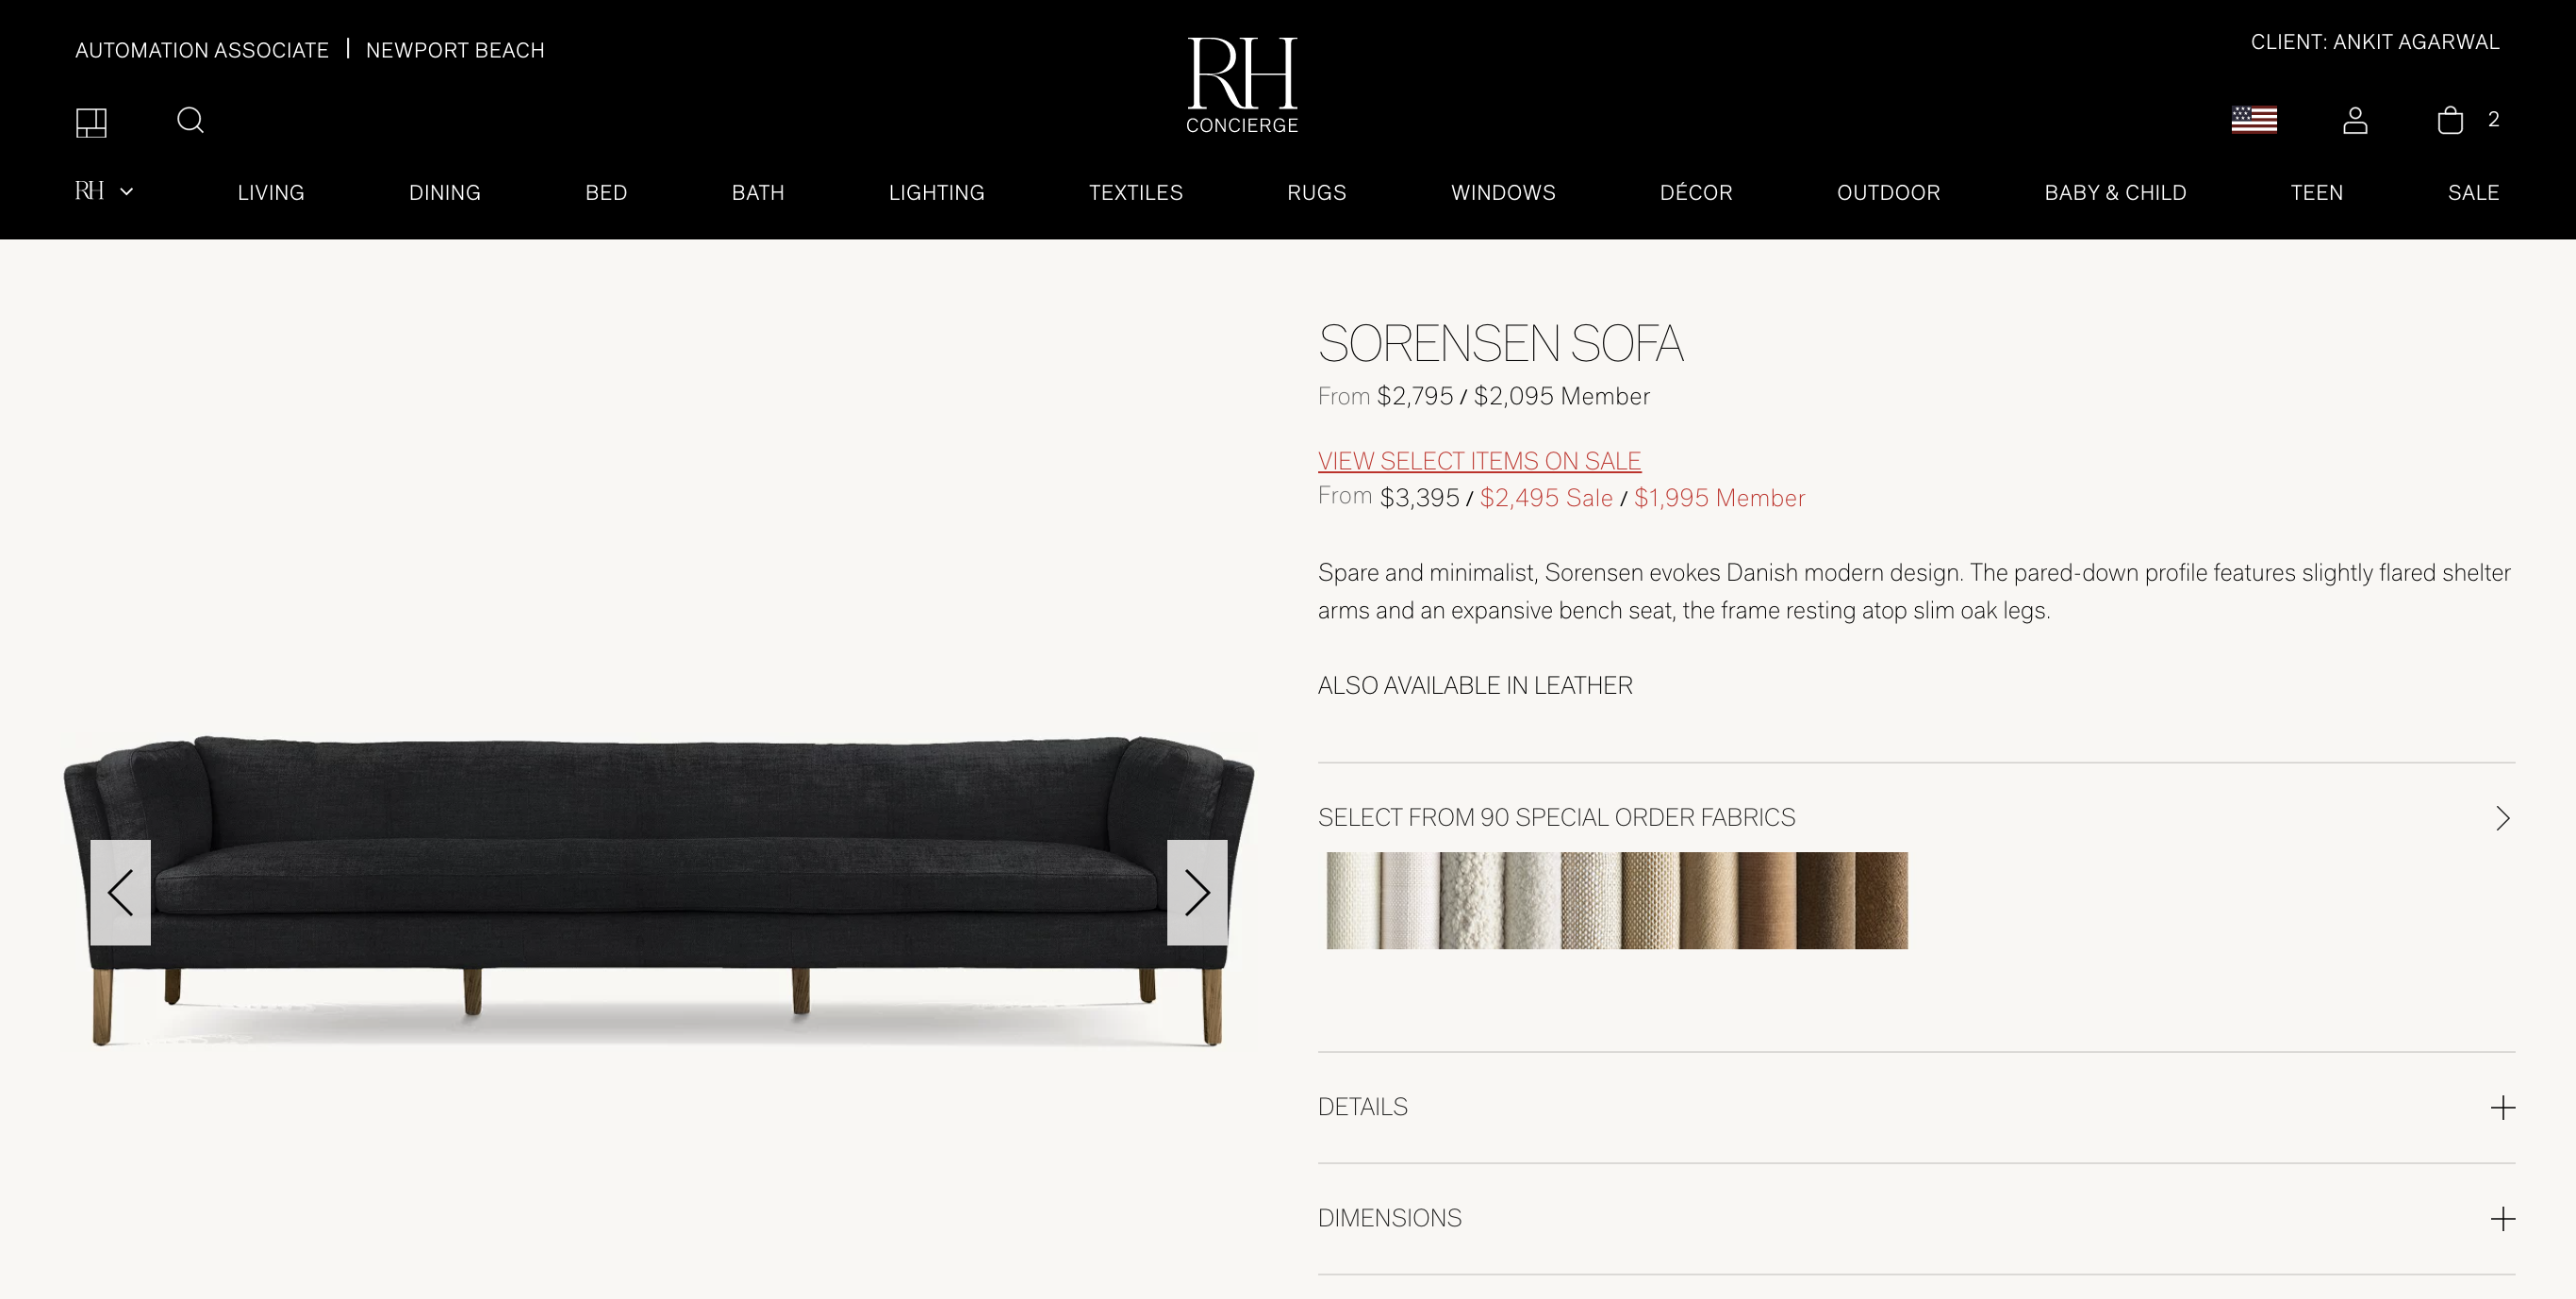 AUTOMATION ASSOCIATE | NEWPORT BEACH
RH
CONCIERGE
CLIENT: ANKIT AGARWAL
2
RH LIVING DINING BED BATH LIGHTING TEXTILES RUGS WINDOWS DÉCOR OUTDOOR BABY & CHILD TEEN SALE
SORENSEN SOFA
From $2,795 / $2,095 Member
VIEW SELECT ITEMS ON SALE
From $3,395 / $2,495 Sale / $1,995 Member
Spare and minimalist, Sorensen evokes Danish modern design. The pared-down profile features slightly flared shelter
arms and an expansive bench seat, the frame resting atop slim oak legs.
ALSO AVAILABLE IN LEATHER
SELECT FROM 90 SPECIAL ORDER FABRICS
DETAILS
DIMENSIONS